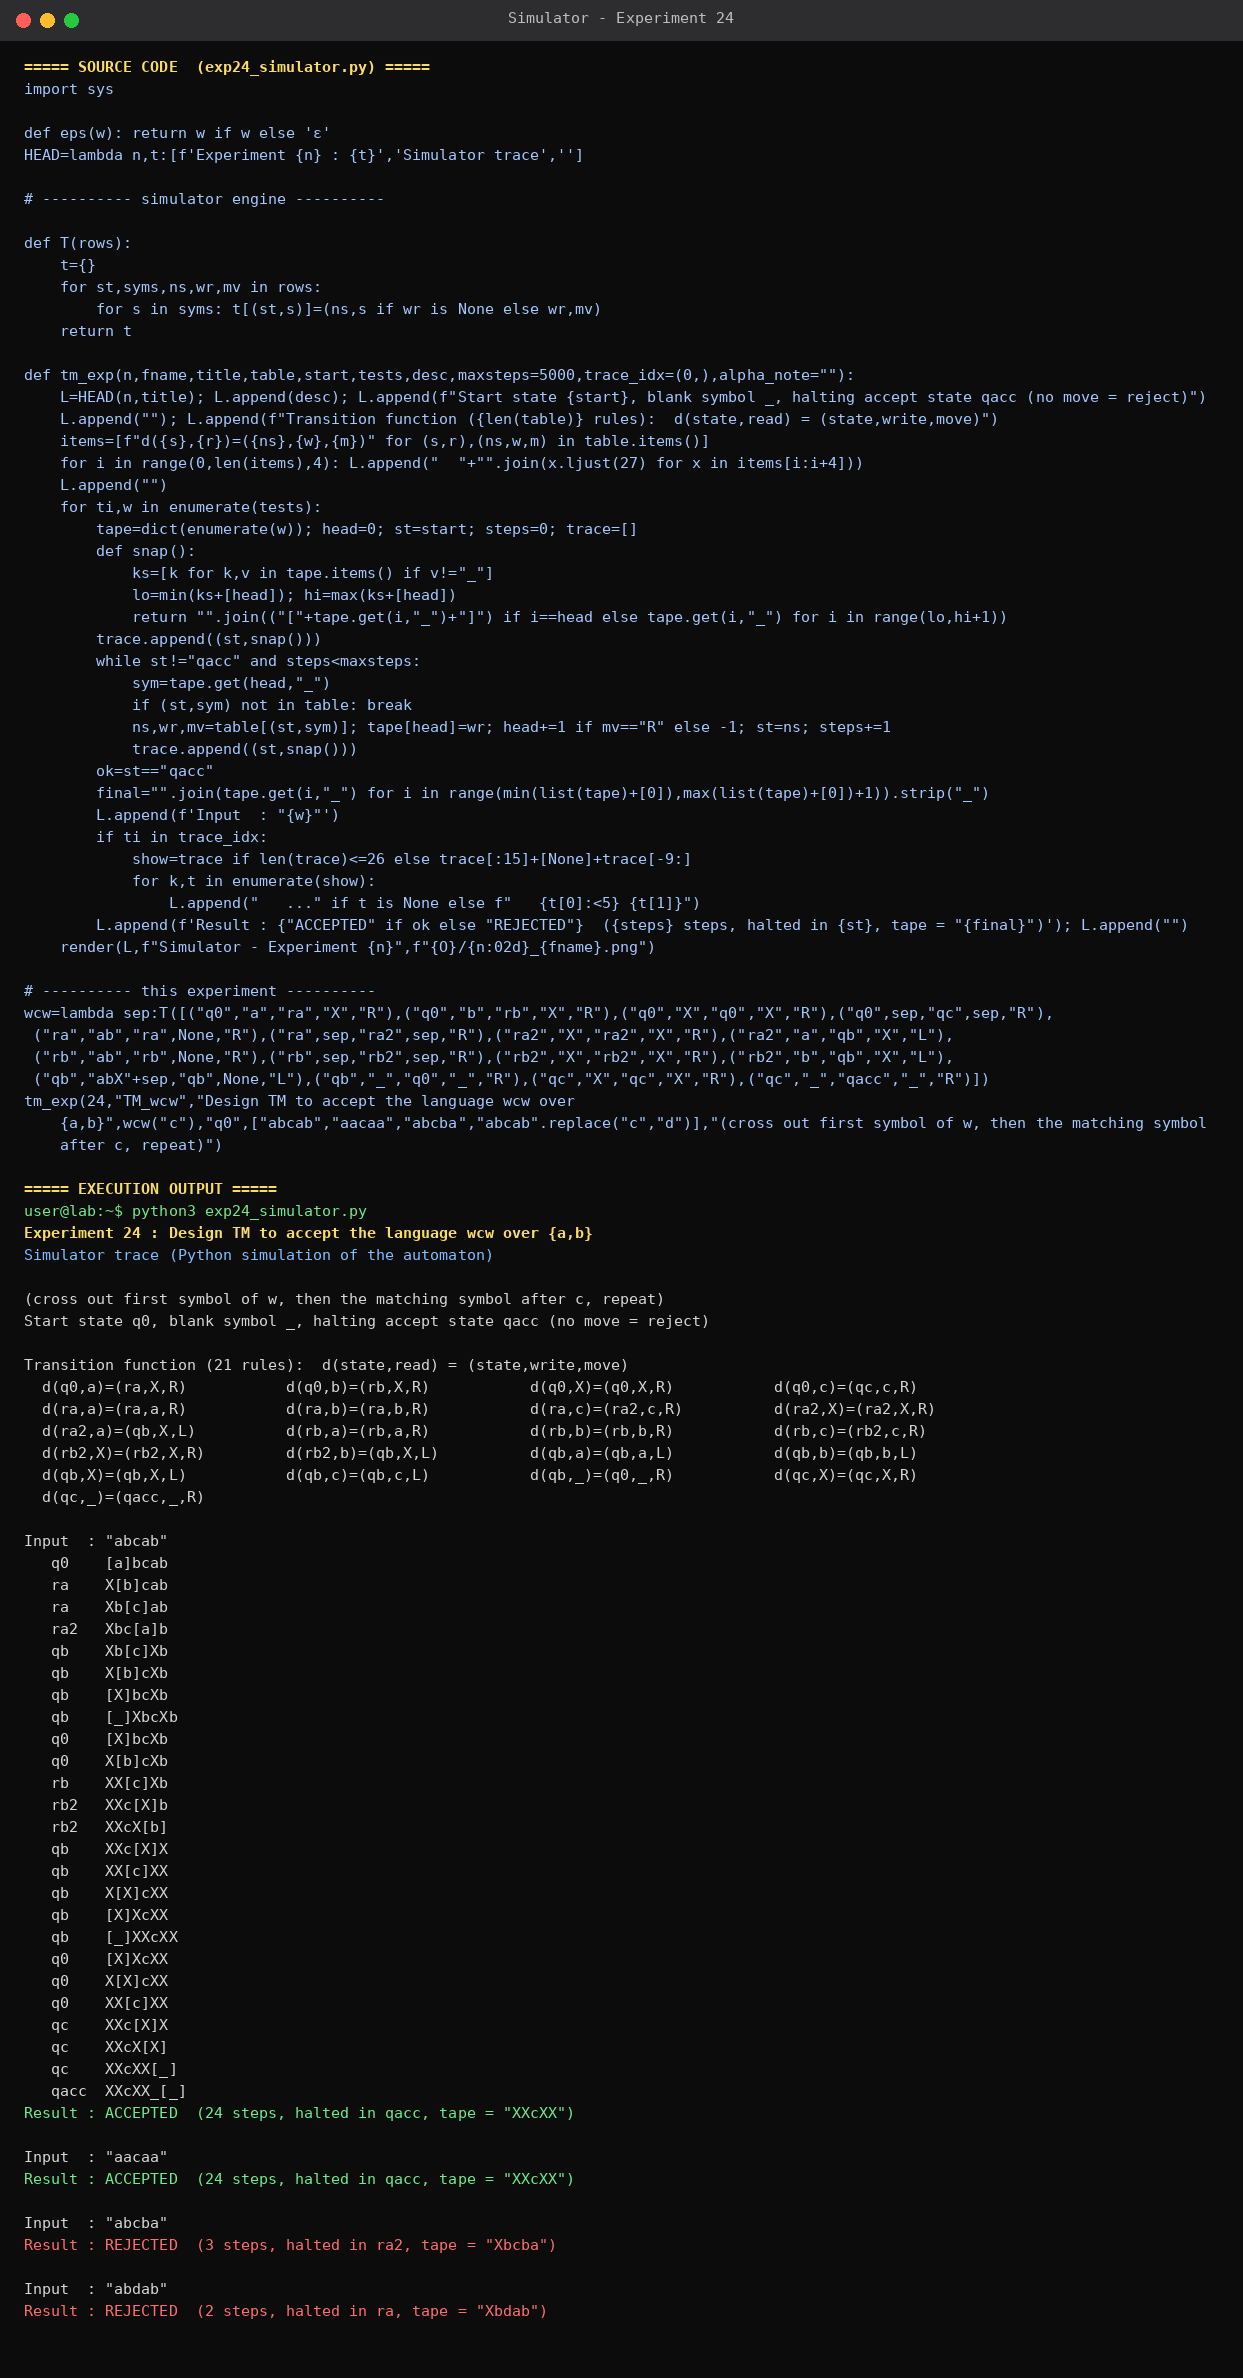 Simulator - Experiment 24
===== SOURCE CODE  (exp24_simulator.py) =====
import sys

def eps(w): return w if w else 'ε'
HEAD=lambda n,t:[f'Experiment {n} : {t}','Simulator trace','']

# ---------- simulator engine ----------

def T(rows):
    t={}
    for st,syms,ns,wr,mv in rows:
        for s in syms: t[(st,s)]=(ns,s if wr is None else wr,mv)
    return t

def tm_exp(n,fname,title,table,start,tests,desc,maxsteps=5000,trace_idx=(0,),alpha_note=""):
    L=HEAD(n,title); L.append(desc); L.append(f"Start state {start}, blank symbol _, halting accept state qacc (no move = reject)")
    L.append(""); L.append(f"Transition function ({len(table)} rules):  d(state,read) = (state,write,move)")
    items=[f"d({s},{r})=({ns},{w},{m})" for (s,r),(ns,w,m) in table.items()]
    for i in range(0,len(items),4): L.append("  "+"".join(x.ljust(27) for x in items[i:i+4]))
    L.append("")
    for ti,w in enumerate(tests):
        tape=dict(enumerate(w)); head=0; st=start; steps=0; trace=[]
        def snap():
            ks=[k for k,v in tape.items() if v!="_"]
            lo=min(ks+[head]); hi=max(ks+[head])
            return "".join(("["+tape.get(i,"_")+"]") if i==head else tape.get(i,"_") for i in range(lo,hi+1))
        trace.append((st,snap()))
        while st!="qacc" and steps<maxsteps:
            sym=tape.get(head,"_")
            if (st,sym) not in table: break
            ns,wr,mv=table[(st,sym)]; tape[head]=wr; head+=1 if mv=="R" else -1; st=ns; steps+=1
            trace.append((st,snap()))
        ok=st=="qacc"
        final="".join(tape.get(i,"_") for i in range(min(list(tape)+[0]),max(list(tape)+[0])+1)).strip("_")
        L.append(f'Input  : "{w}"')
        if ti in trace_idx:
            show=trace if len(trace)<=26 else trace[:15]+[None]+trace[-9:]
            for k,t in enumerate(show):
                L.append("   ..." if t is None else f"   {t[0]:<5} {t[1]}")
        L.append(f'Result : {"ACCEPTED" if ok else "REJECTED"}  ({steps} steps, halted in {st}, tape = "{final}")'); L.append("")
    render(L,f"Simulator - Experiment {n}",f"{O}/{n:02d}_{fname}.png")

# ---------- this experiment ----------
wcw=lambda sep:T([("q0","a","ra","X","R"),("q0","b","rb","X","R"),("q0","X","q0","X","R"),("q0",sep,"qc",sep,"R"),
 ("ra","ab","ra",None,"R"),("ra",sep,"ra2",sep,"R"),("ra2","X","ra2","X","R"),("ra2","a","qb","X","L"),
 ("rb","ab","rb",None,"R"),("rb",sep,"rb2",sep,"R"),("rb2","X","rb2","X","R"),("rb2","b","qb","X","L"),
 ("qb","abX"+sep,"qb",None,"L"),("qb","_","q0","_","R"),("qc","X","qc","X","R"),("qc","_","qacc","_","R")])
tm_exp(24,"TM_wcw","Design TM to accept the language wcw over
    {a,b}",wcw("c"),"q0",["abcab","aacaa","abcba","abcab".replace("c","d")],"(cross out first symbol of w, then the matching symbol
    after c, repeat)")

===== EXECUTION OUTPUT =====
user@lab:~$ python3 exp24_simulator.py
Experiment 24 : Design TM to accept the language wcw over {a,b}
Simulator trace (Python simulation of the automaton)

(cross out first symbol of w, then the matching symbol after c, repeat)
Start state q0, blank symbol _, halting accept state qacc (no move = reject)

Transition function (21 rules):  d(state,read) = (state,write,move)
  d(q0,a)=(ra,X,R)           d(q0,b)=(rb,X,R)           d(q0,X)=(q0,X,R)           d(q0,c)=(qc,c,R)
  d(ra,a)=(ra,a,R)           d(ra,b)=(ra,b,R)           d(ra,c)=(ra2,c,R)          d(ra2,X)=(ra2,X,R)
  d(ra2,a)=(qb,X,L)          d(rb,a)=(rb,a,R)           d(rb,b)=(rb,b,R)           d(rb,c)=(rb2,c,R)
  d(rb2,X)=(rb2,X,R)         d(rb2,b)=(qb,X,L)          d(qb,a)=(qb,a,L)           d(qb,b)=(qb,b,L)
  d(qb,X)=(qb,X,L)           d(qb,c)=(qb,c,L)           d(qb,_)=(q0,_,R)           d(qc,X)=(qc,X,R)
  d(qc,_)=(qacc,_,R)

Input  : "abcab"
   q0    [a]bcab
   ra    X[b]cab
   ra    Xb[c]ab
   ra2   Xbc[a]b
   qb    Xb[c]Xb
   qb    X[b]cXb
   qb    [X]bcXb
   qb    [_]XbcXb
   q0    [X]bcXb
   q0    X[b]cXb
   rb    XX[c]Xb
   rb2   XXc[X]b
   rb2   XXcX[b]
   qb    XXc[X]X
   qb    XX[c]XX
   qb    X[X]cXX
   qb    [X]XcXX
   qb    [_]XXcXX
   q0    [X]XcXX
   q0    X[X]cXX
   q0    XX[c]XX
   qc    XXc[X]X
   qc    XXcX[X]
   qc    XXcXX[_]
   qacc  XXcXX_[_]
Result : ACCEPTED  (24 steps, halted in qacc, tape = "XXcXX")

Input  : "aacaa"
Result : ACCEPTED  (24 steps, halted in qacc, tape = "XXcXX")

Input  : "abcba"
Result : REJECTED  (3 steps, halted in ra2, tape = "Xbcba")

Input  : "abdab"
Result : REJECTED  (2 steps, halted in ra, tape = "Xbdab")